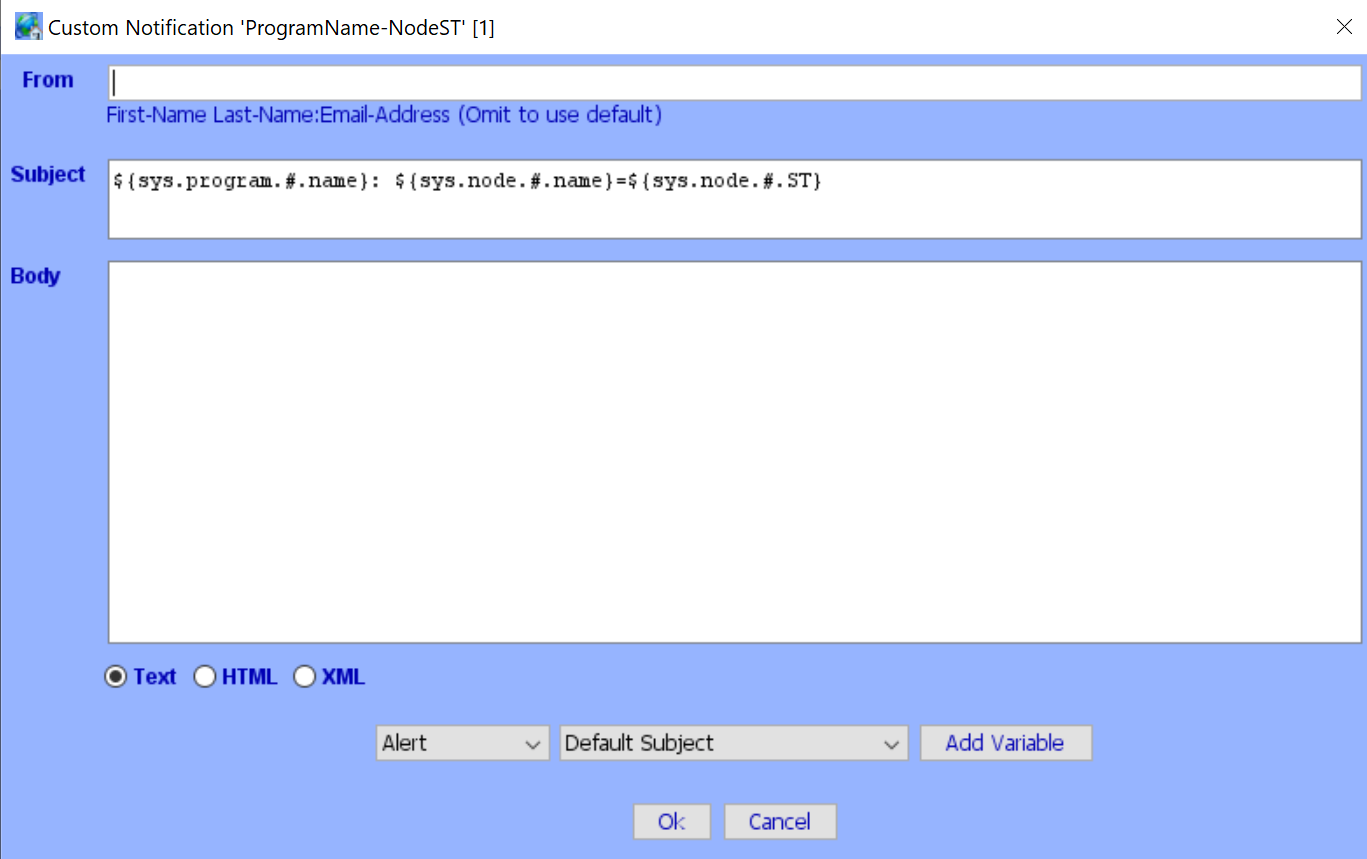 Custom Notification 'ProgramName-NodeST' [1]
From
First-Name Last-Name:Email-Address (Omit to use default)
Subject
${sys.program.#.name}: ${sys.node.#.name}=${sys.node.#.ST}
Body
Text HTML XML
Alert Default Subject Add Variable
Ok Cancel